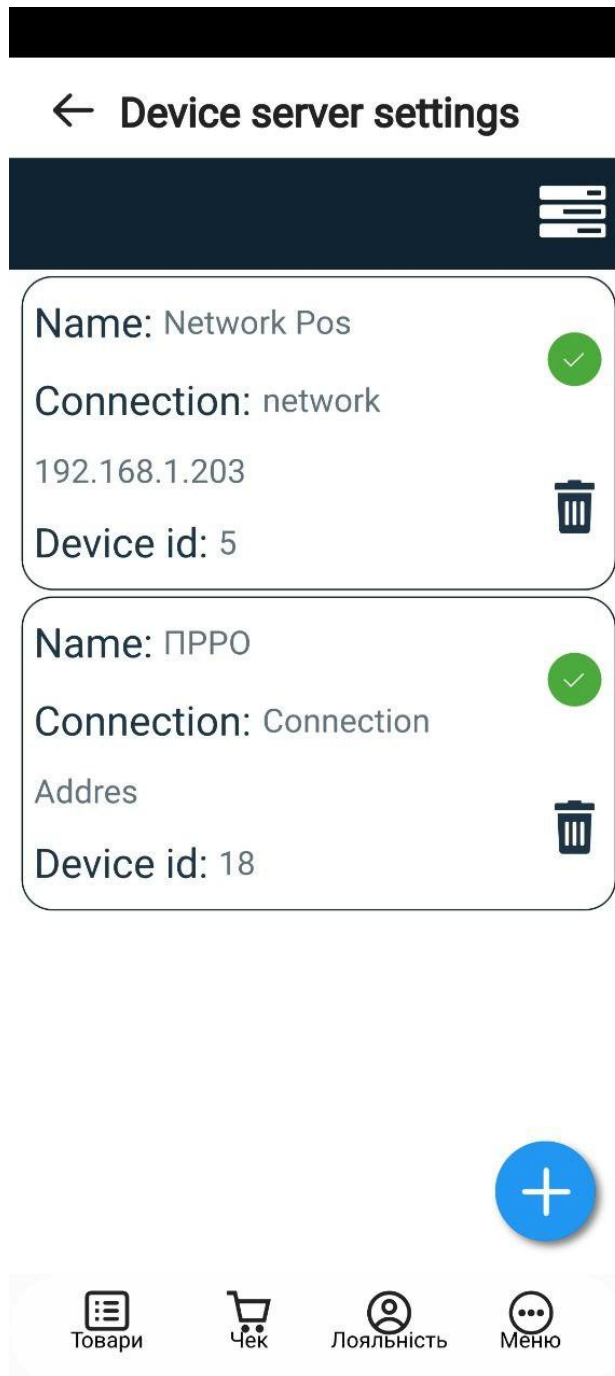 Device server settings
Name: Network Pos
Connection: network
192.168.1.203
Device id: 5
Name: ПРРО
Connection: Connection
Addres
Device id: 18
Товари Чек Лояльність Меню